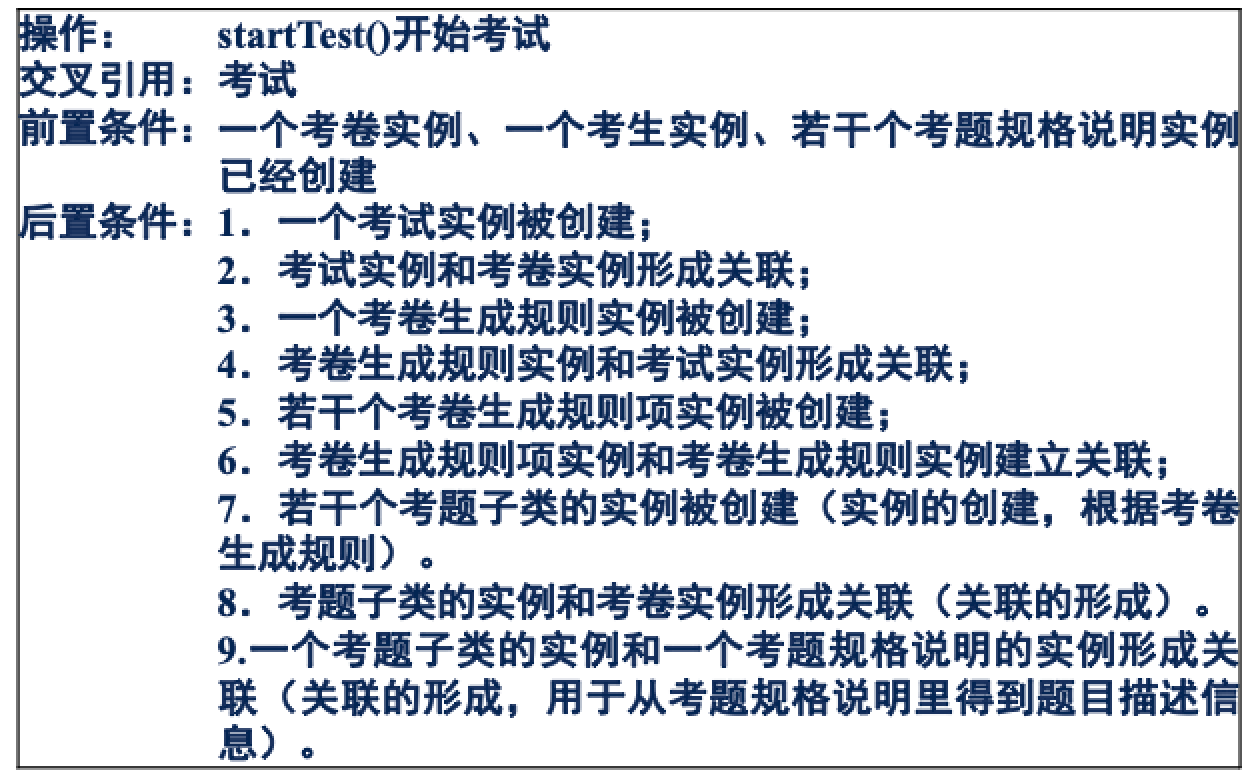 操作： startTest()开始考试
交叉引用：考试
前置条件：一个考卷实例、一个考生实例、若干个考题规格说明实例
已经创建
后置条件：1．一个考试实例被创建；
2．考试实例和考卷实例形成关联；
3．一个考卷生成规则实例被创建；
4．考卷生成规则实例和考试实例形成关联；
5．若干个考卷生成规则项实例被创建；
6．考卷生成规则项实例和考卷生成规则实例建立关联；
7．若干个考题子类的实例被创建（实例的创建，根据考卷
生成规则）。
8．考题子类的实例和考卷实例形成关联（关联的形成）。
9.一个考题子类的实例和一个考题规格说明的实例形成关
联（关联的形成，用于从考题规格说明里得到题目描述信
息）。